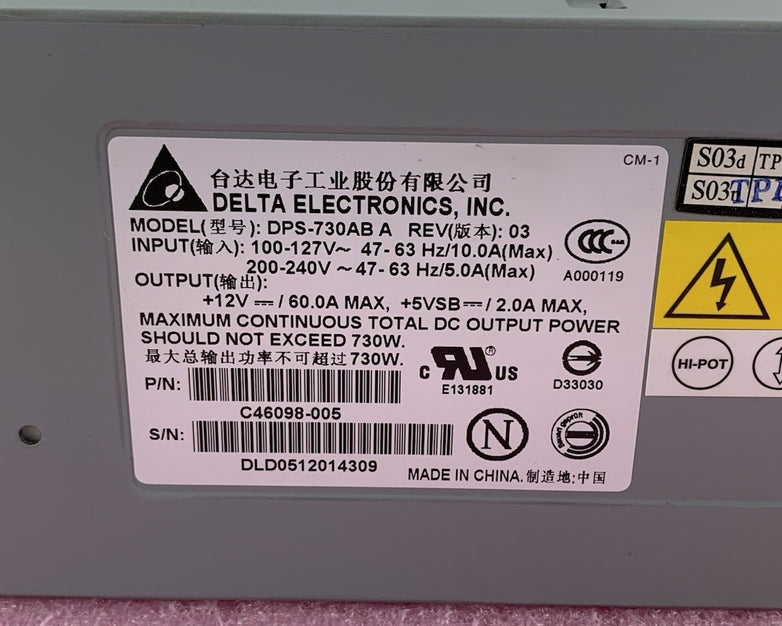 CM-1
台达电子工业股份有限公司
DELTA ELECTRONICS, INC.
MODEL(型号): DPS-730AB A REV(版本): 03
INPUT(输入): 100-127V~ 47- 63 Hz/10.0A(Max)
200-240V ~ 47- 63 Hz/5.0A(Max)
A000119
OUTPUT(输出):
+12V ⎓ / 60.0A MAX, +5VSB⎓ / 2.0A MAX,
MAXIMUM CONTINUOUS TOTAL DC OUTPUT POWER
SHOULD NOT EXCEED 730W.
最大总输出功率不可超过730W.
c RU ® US
E131881
D33030
P/N:
C46098-005
S/N:
DLD0512014309
N
MADE IN CHINA.制造地:中国
S03d TP
S03
TP
HI-POT